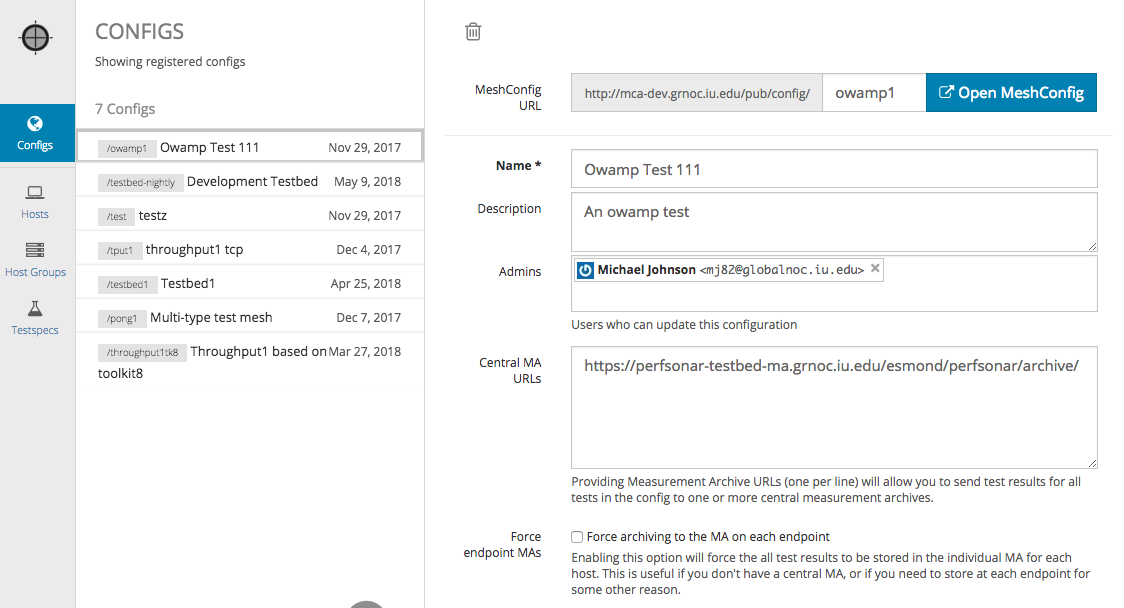 CONFIGS
Showing registered configs
7 Configs
/owamp1 Owamp Test 111 Nov 29, 2017
/testbed-nightly Development Testbed May 9, 2018
/test testz Nov 29, 2017
/tput1 throughput1 tcp Dec 4, 2017
/testbed1 Testbed1 Apr 25, 2018
/pong1 Multi-type test mesh Dec 7, 2017
/throughput1tk8 Throughput1 based on Mar 27, 2018
toolkit8
Configs
Hosts
Host Groups
Testspecs
MeshConfig
URL
http://mca-dev.grnoc.iu.edu/pub/config/ owamp1 Open MeshConfig
Name * Owamp Test 111
Description An owamp test
Admins Michael Johnson <mj82@globalnoc.iu.edu> ×
Users who can update this configuration
Central MA
URLs
https://perfsonar-testbed-ma.grnoc.iu.edu/esmond/perfsonar/archive/
Providing Measurement Archive URLs (one per line) will allow you to send test results for all
tests in the config to one or more central measurement archives.
Force
endpoint MAs
Force archiving to the MA on each endpoint
Enabling this option will force the all test results to be stored in the individual MA for each
host. This is useful if you don't have a central MA, or if you need to store at each endpoint for
some other reason.